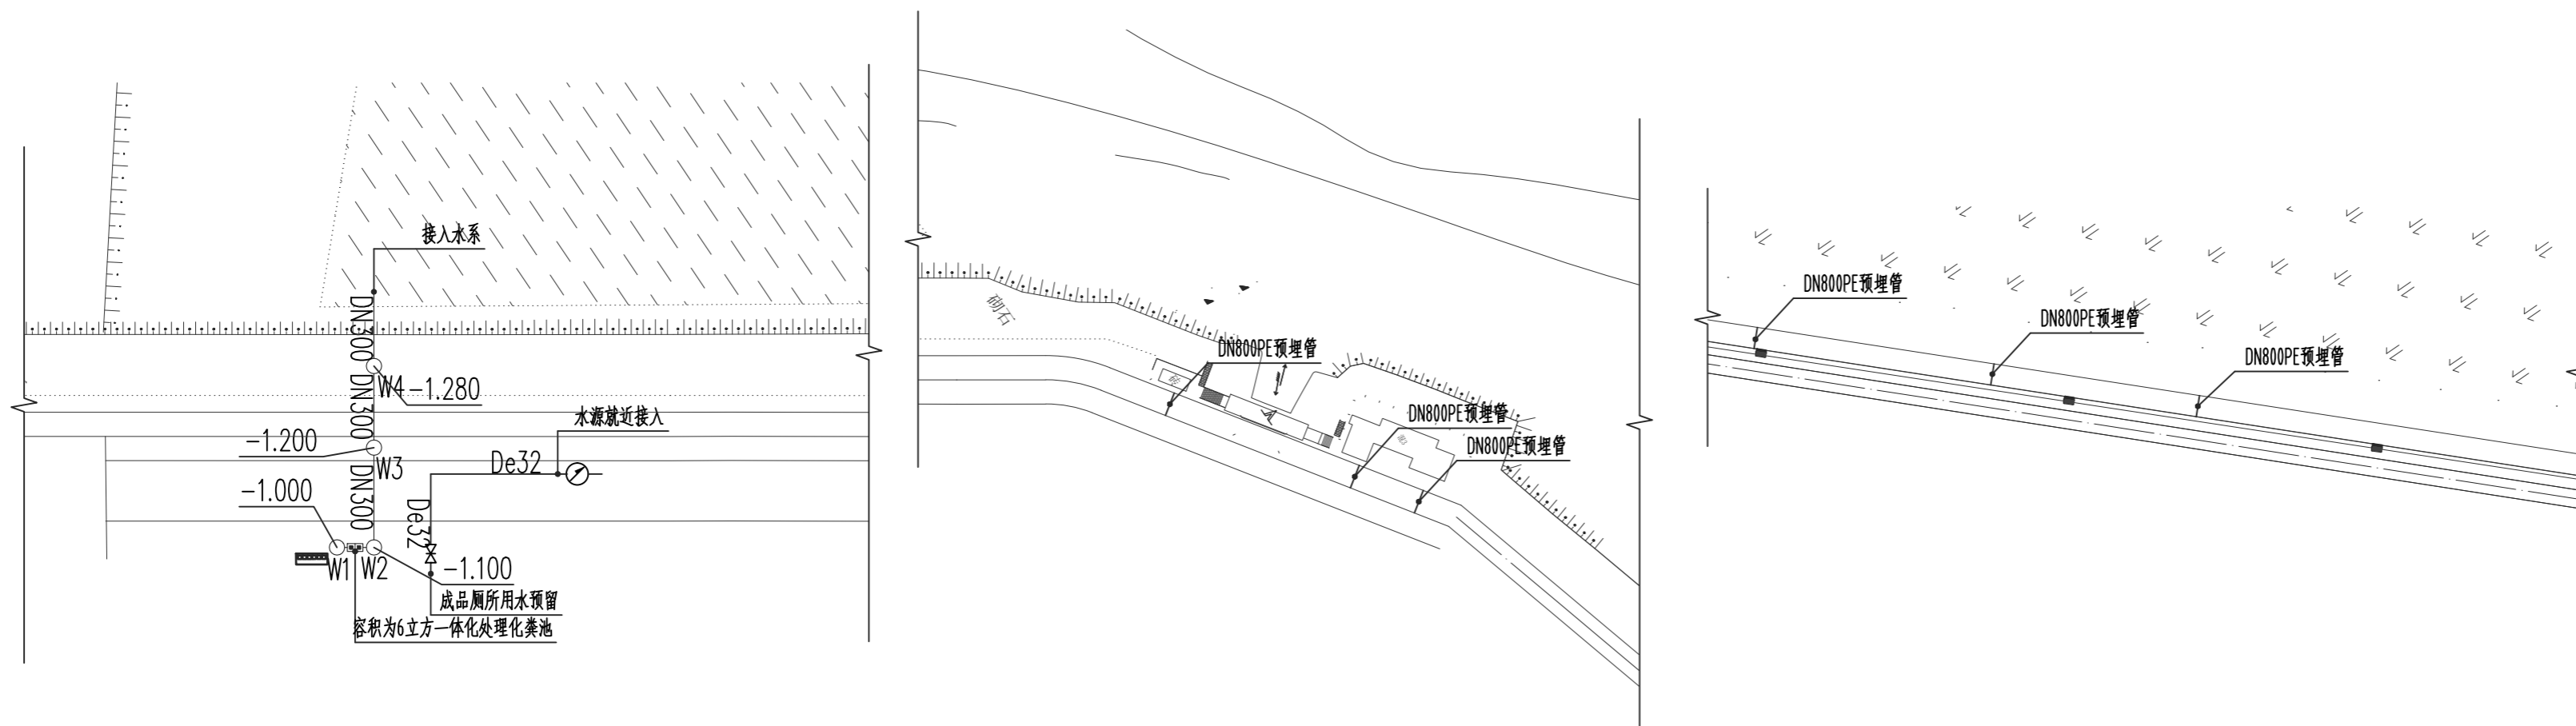 接入水系
DN300
W4
-1.280
DN300
水源就近接入
-1.200
W3
De32
-1.000
DN300
De32
W1
W2
-1.100
成品厕所用水预留
容积为6立方一体化处理化粪池
砌石
DN800PE预埋管
DN800PE预埋管
DN800PE预埋管
DN800PE预埋管
DN800PE预埋管
DN800PE预埋管